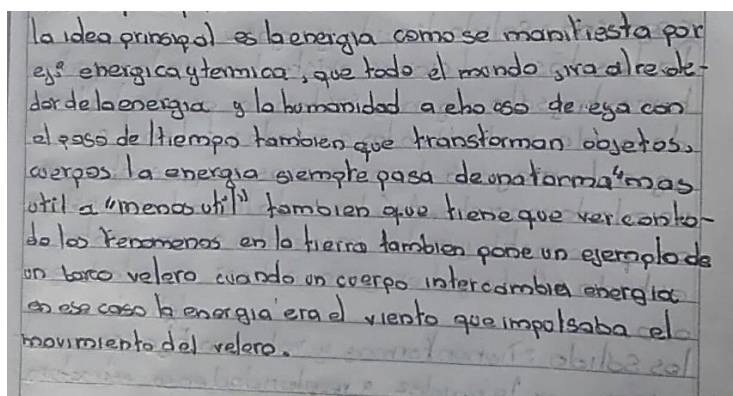 la idea prinsipal es la energia como se manifiesta por
ej° energica y termica, que todo el mundo jira alrede-
dor de la energia y la humanidad a eho uso de eya con
el paso del tiempo tambien que transforman objetos,
cuerpos la energia siempre pasa de una forma "mas
util a "menos util" tambien que tiene que ver con to-
do los fenomenos en la tierra tambien pone un ejemplo de
un barco velero cuando un cuerpo intercambia energia
en ese caso la energia era el viento que impulsaba el
movimiento del velero.